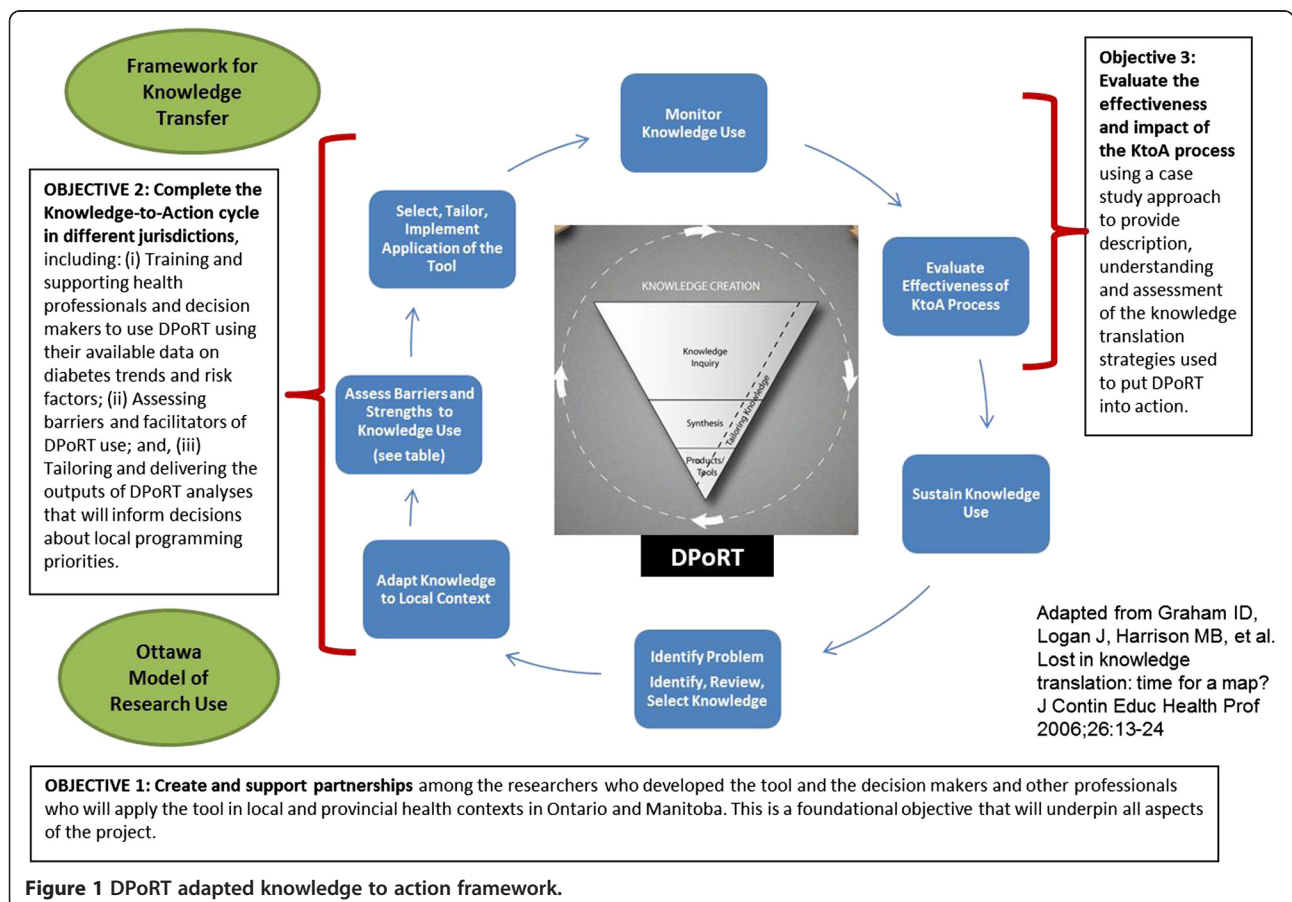 Framework for
Knowledge
Transfer
OBJECTIVE 2: Complete the
Knowledge-to-Action cycle
in different jurisdictions,
including: (i) Training and
supporting health
professionals and decision
makers to use DPoRT using
their available data on
diabetes trends and risk
factors; (ii) Assessing
barriers and facilitators of
DPoRT use; and, (iii)
Tailoring and delivering the
outputs of DPoRT analyses
that will inform decisions
about local programming
priorities.
Ottawa
Model of
Research Use
Monitor
Knowledge Use
Select, Tailor,
Implement
Application of the
Tool
Assess Barriers and
Strengths to
Knowledge Use
(see table)
Adapt Knowledge
to Local Context
Identify Problem
Identify, Review,
Select Knowledge
KNOWLEDGE CREATION
Knowledge
Inquiry
Synthesis
Products/
Tools
Tailoring Knowledge
DPoRT
Evaluate
Effectiveness of
KtoA Process
Sustain Knowledge
Use
Objective 3:
Evaluate the
effectiveness
and impact of
the KtoA process
using a case
study approach
to provide
description,
understanding
and assessment
of the knowledge
translation
strategies used
to put DPoRT
into action.
Adapted from Graham ID,
Logan J, Harrison MB, et al.
Lost in knowledge
translation: time for a map?
J Contin Educ Health Prof
2006;26:13-24
OBJECTIVE 1: Create and support partnerships among the researchers who developed the tool and the decision makers and other professionals
who will apply the tool in local and provincial health contexts in Ontario and Manitoba. This is a foundational objective that will underpin all aspects
of the project.
Figure 1 DPoRT adapted knowledge to action framework.